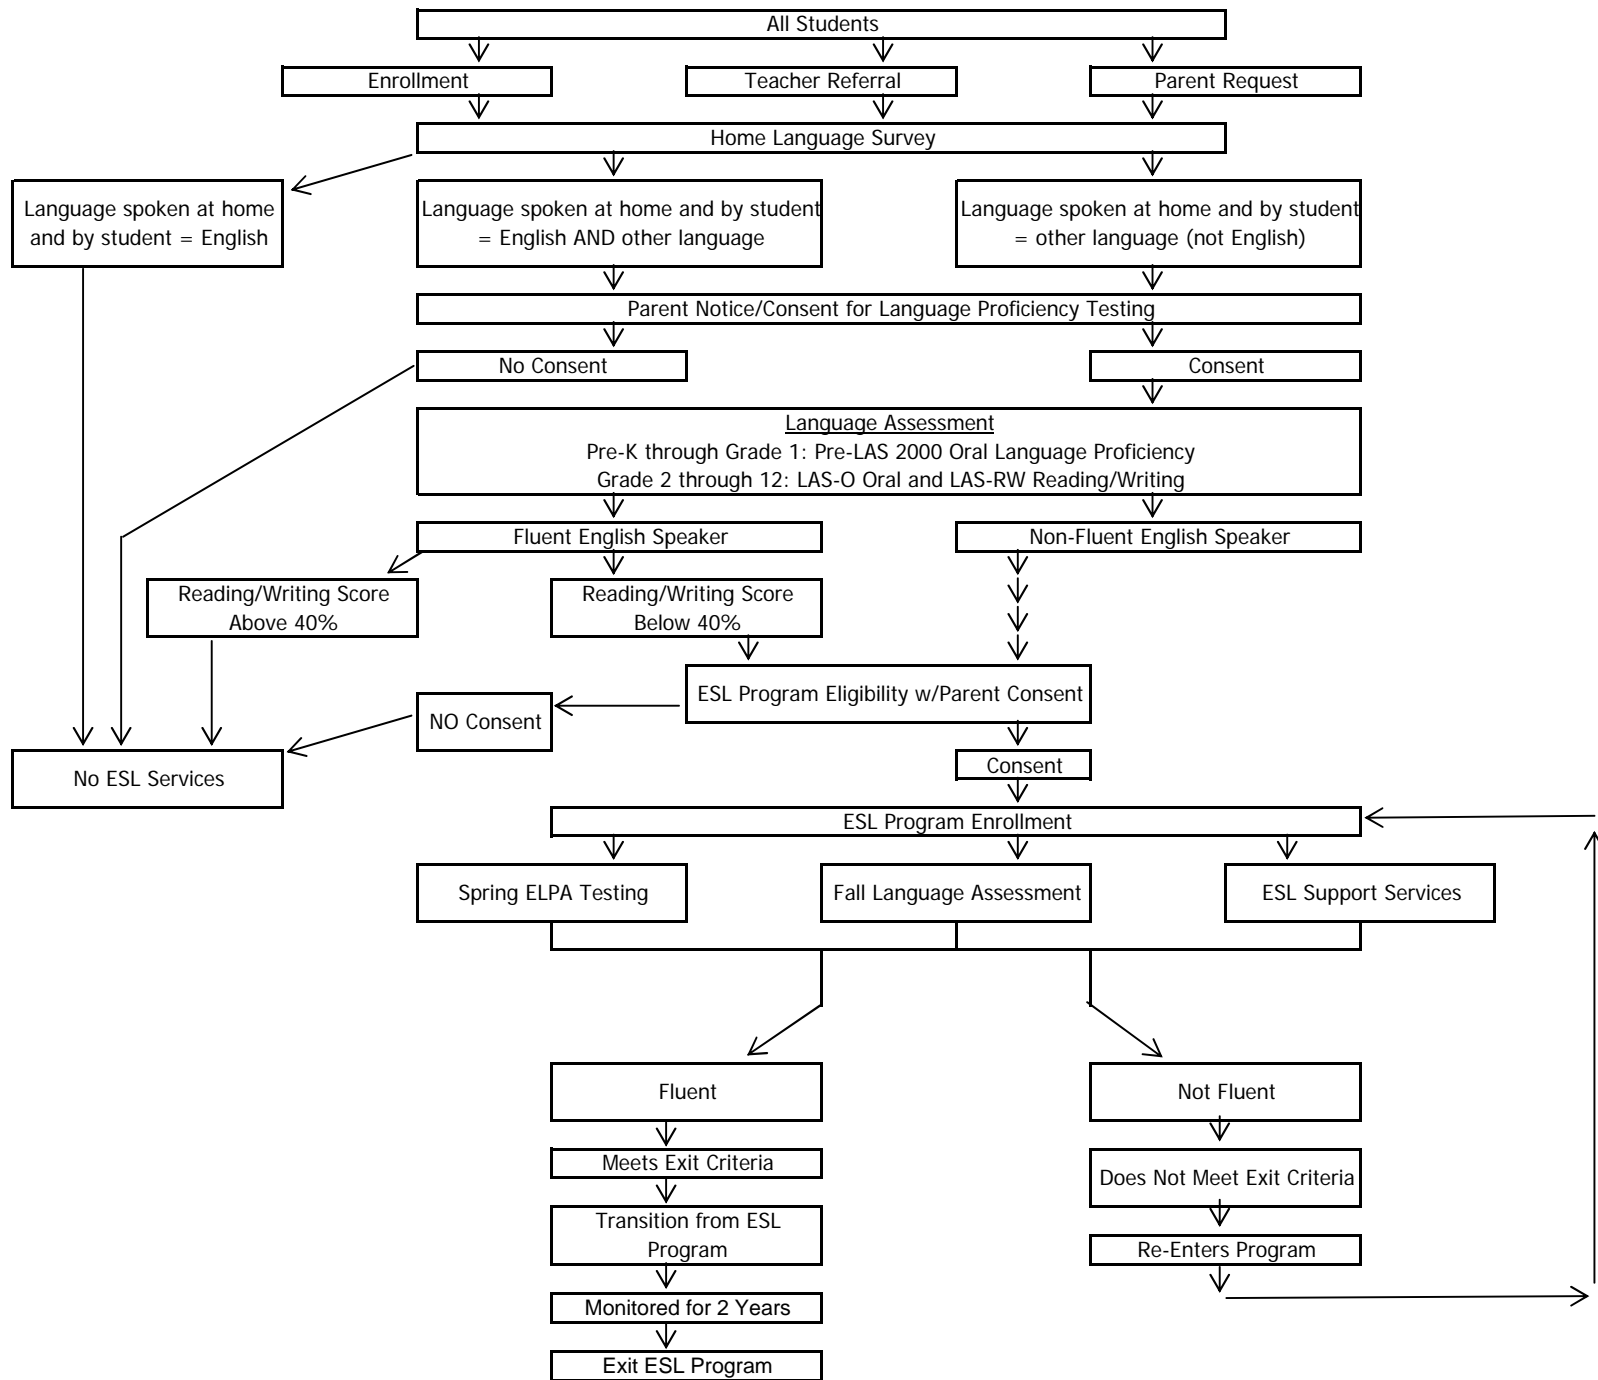 All Students
Enrollment
Teacher Referral
Parent Request
Home Language Survey
Language spoken at home
and by student = English
Language spoken at home and by student
= English AND other language
Language spoken at home and by student
= other language (not English)
Parent Notice/Consent for Language Proficiency Testing
No Consent
Consent
Language Assessment
Pre-K through Grade 1: Pre-LAS 2000 Oral Language Proficiency
Grade 2 through 12: LAS-O Oral and LAS-RW Reading/Writing
Fluent English Speaker
Non-Fluent English Speaker
Reading/Writing Score
Above 40%
Reading/Writing Score
Below 40%
ESL Program Eligibility w/Parent Consent
NO Consent
No ESL Services
Consent
ESL Program Enrollment
Spring ELPA Testing
Fall Language Assessment
ESL Support Services
Fluent
Not Fluent
Meets Exit Criteria
Does Not Meet Exit Criteria
Transition from ESL
Program
Re-Enters Program
Monitored for 2 Years
Exit ESL Program